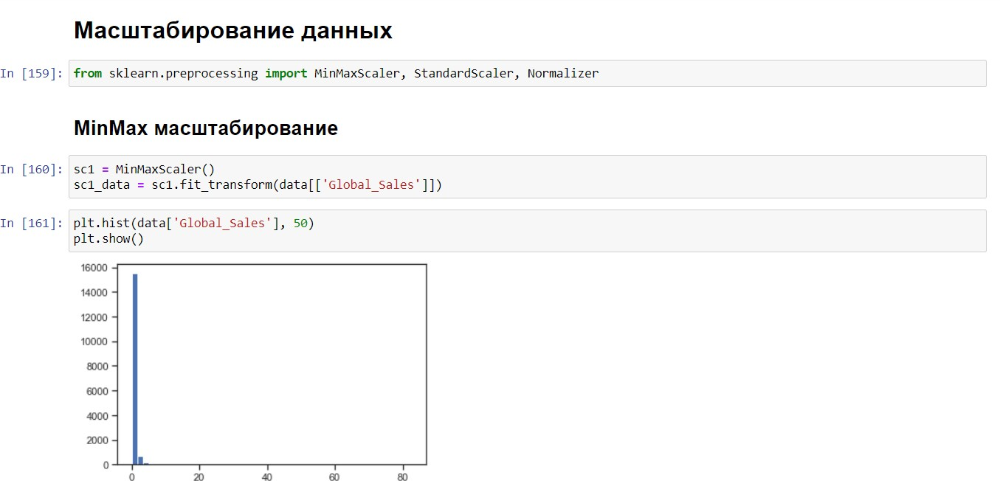 Масштабирование данных
In [159]: from sklearn.preprocessing import MinMaxScaler, StandardScaler, Normalizer
MinMax масштабирование
In [160]: sc1 = MinMaxScaler()
sc1_data = sc1.fit_transform(data[['Global_Sales']])
In [161]: plt.hist(data['Global_Sales'], 50)
plt.show()
16000
14000
12000
10000
8000
6000
4000
2000
0
0 20 40 60 80